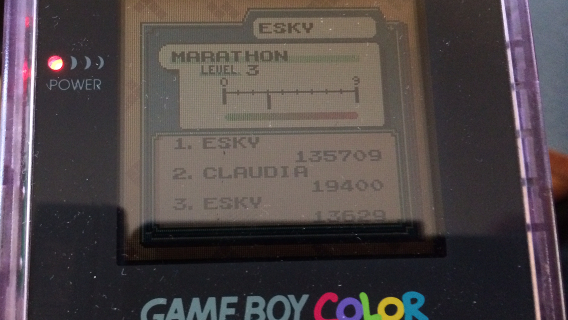 ESKY
MARATHON
LEVEL 3
0 9
POWER
1. ESKY
135709
2. CLAUDIA
19400
3. ESKY
13629
GAME BOY COLOR